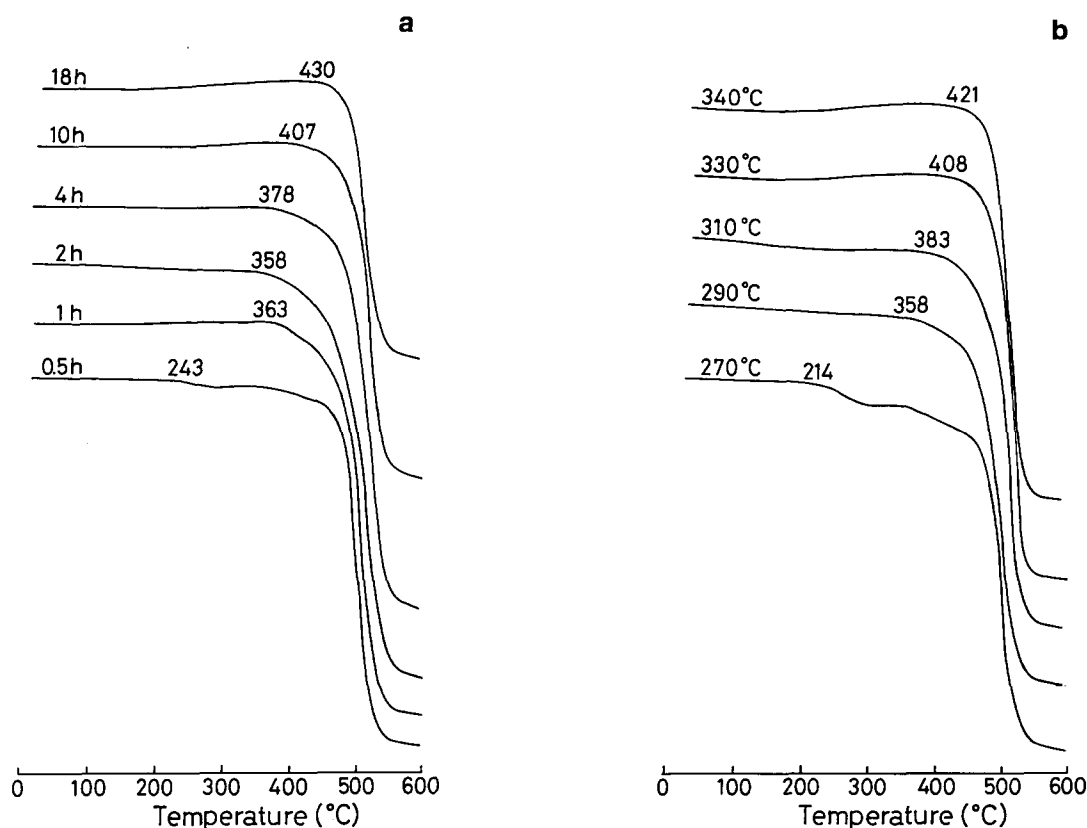 a
18h
430
10h
407
4h
378
2h
358
1h
363
0.5h
243
0 100 200 300 400 500 600
Temperature (°C)
b
340°C
421
330°C
408
310°C
383
290°C
358
270°C
214
0 100 200 300 400 500 600
Temperature (°C)